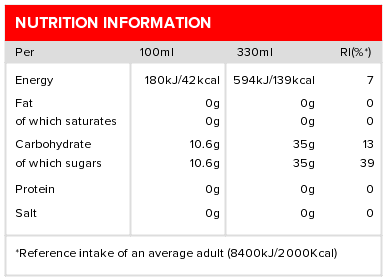 NUTRITION INFORMATION
Per 100ml 330ml RI(%*)
Energy 180kJ/42kcal 594kJ/139kcal 7
Fat 0g 0g 0
of which saturates 0g 0g 0
Carbohydrate 10.6g 35g 13
of which sugars 10.6g 35g 39
Protein 0g 0g 0
Salt 0g 0g 0
*Reference intake of an average adult (8400kJ/2000Kcal)